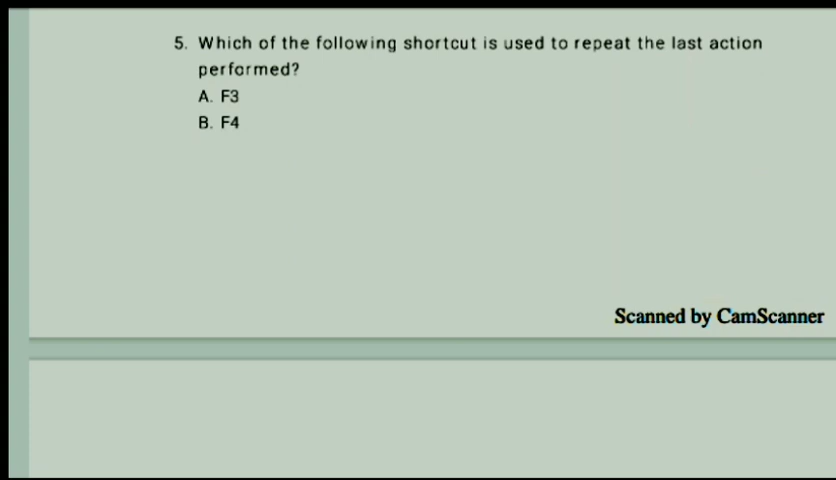 5. Which of the following shortcut is used to repeat the last action
performed?
A. F3
B. F4
Scanned by CamScanner